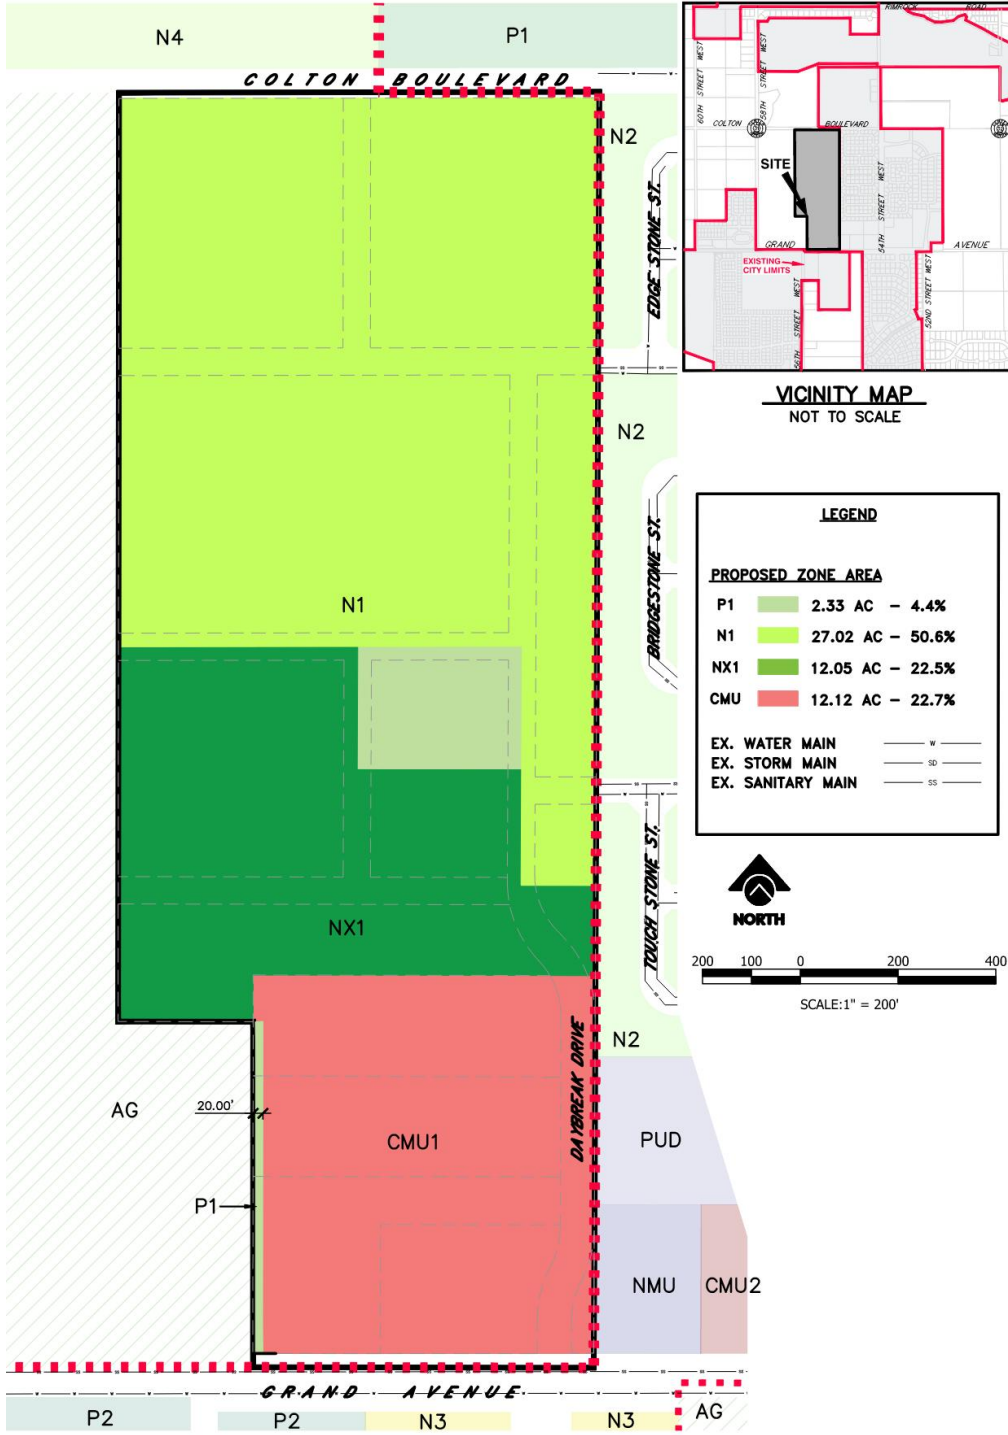 N4
P1
COLTON BOULEVARD
N2
EDGE STONE ST.
N2
BRIDGESTONE ST.
N1
TOUCH STONE ST.
NX1
N2
DAYBREAK DRIVE
AG
20.00'
CMU1
PUD
P1
NMU
CMU2
GRAND AVENUE
P2
P2
N3
N3
AG
RIMROCK ROAD
60TH STREET WEST
58TH STREET WEST
COLTON BOULEVARD
SITE
54TH STREET WEST
GRAND AVENUE
EXISTING
CITY LIMITS
56TH STREET WEST
52ND STREET WEST
VICINITY MAP
NOT TO SCALE
LEGEND
PROPOSED ZONE AREA
P1 2.33 AC - 4.4%
N1 27.02 AC - 50.6%
NX1 12.05 AC - 22.5%
CMU 12.12 AC - 22.7%
EX. WATER MAIN W
EX. STORM MAIN SD
EX. SANITARY MAIN SS
NORTH
200 100 0 200 400
SCALE:1" = 200'